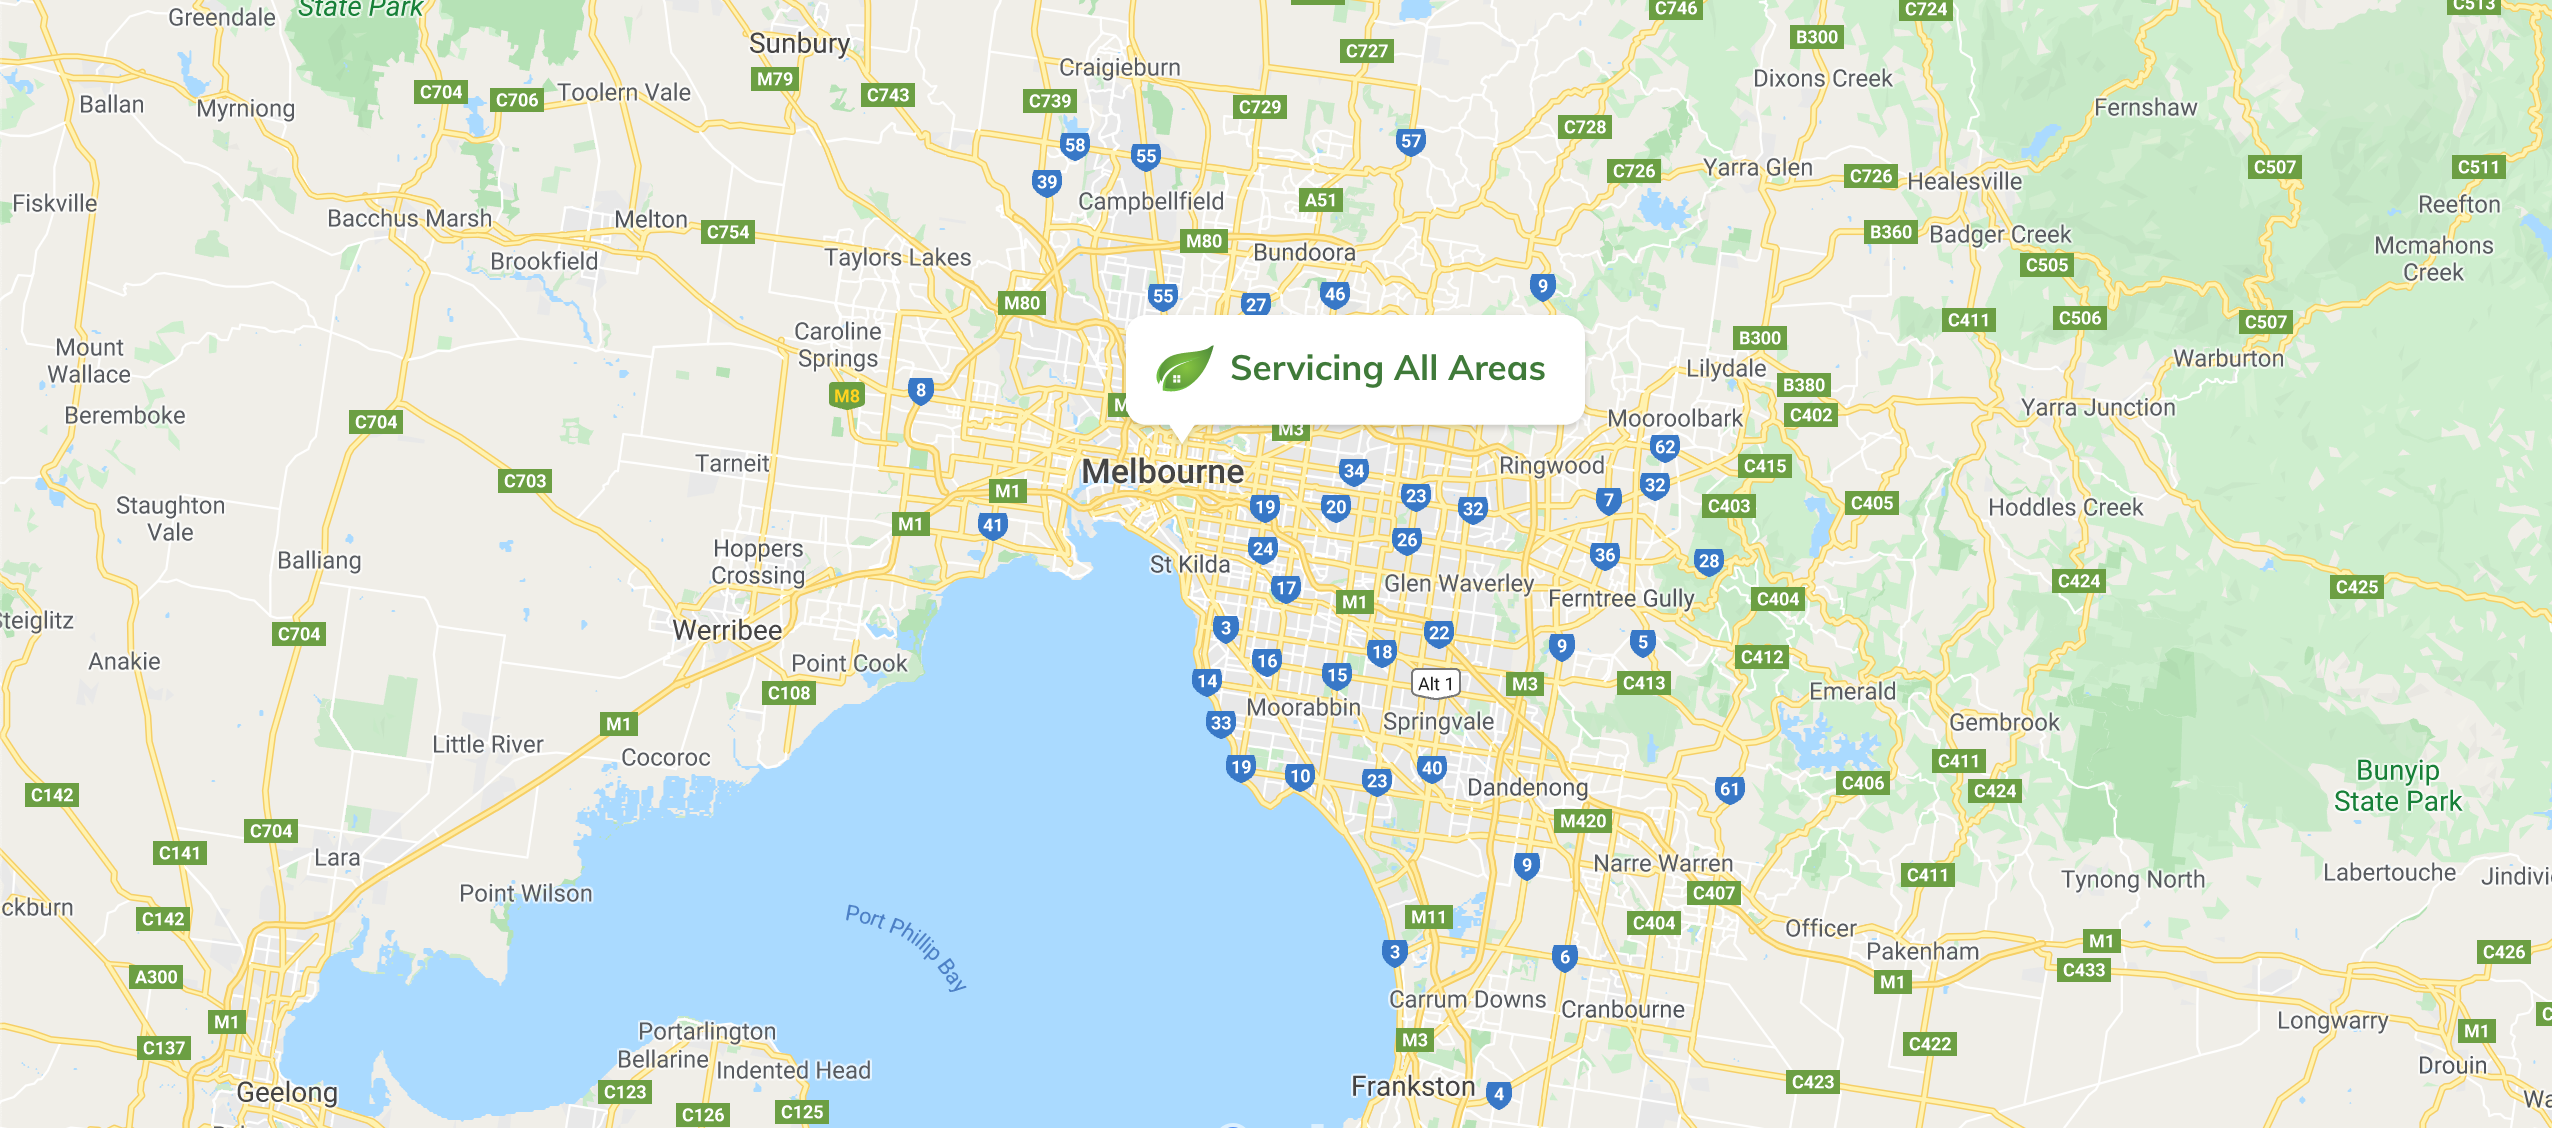 State Park
C746
C724
C513
Greendale
Sunbury
B300
C727
Craigieburn
M79
Dixons Creek
C704
C706
Toolern Vale
C743
C739
C729
Ballan
Myrniong
Fernshaw
C728
58
55
57
C726
Yarra Glen
C726
Healesville
C507
C511
39
Campbellfield
A51
Fiskville
Bacchus Marsh
Melton
C754
Reefton
B360
Badger Creek
M80
Bundoora
Mcmahons
Creek
Taylors Lakes
Brookfield
C505
9
55
27
46
M80
C411
C506
C507
Caroline
Springs
B300
Mount
Wallace
Servicing All Areas
Lilydale
Warburton
M8
8
B380
Beremboke
C704
Yarra Junction
C402
Mooroolbark
M3
62
Tarneit
Melbourne
34
Ringwood
C415
C703
M1
32
23
7
Staughton
Vale
19
20
32
C403
C405
Hoddles Creek
M1
41
Hoppers
Crossing
24
26
36
28
Balliang
St Kilda
17
Glen Waverley
C424
C425
M1
Ferntree Gully
C404
Steiglitz
C704
Werribee
3
22
9
5
Anakie
Point Cook
16
18
C412
C108
14
15
Alt 1
M3
C413
Emerald
Moorabbin
Springvale
Gembrook
M1
33
Little River
Cocoroc
19
10
23
40
C411
Bunyip
State Park
C142
Dandenong
61
C406
C424
C704
M420
C141
Lara
9
Narre Warren
C411
Tynong North
Labertouche
Point Wilson
C407
C142
M11
C404
Port Phillip Bay
Officer
Pakenham
M1
C426
3
6
A300
C433
M1
Carrum Downs
Cranbourne
M1
Longwarry
M1
Portarlington
C137
Bellarine
Indented Head
M3
C422
Drouin
Geelong
C123
C126
C125
Frankston
4
C423